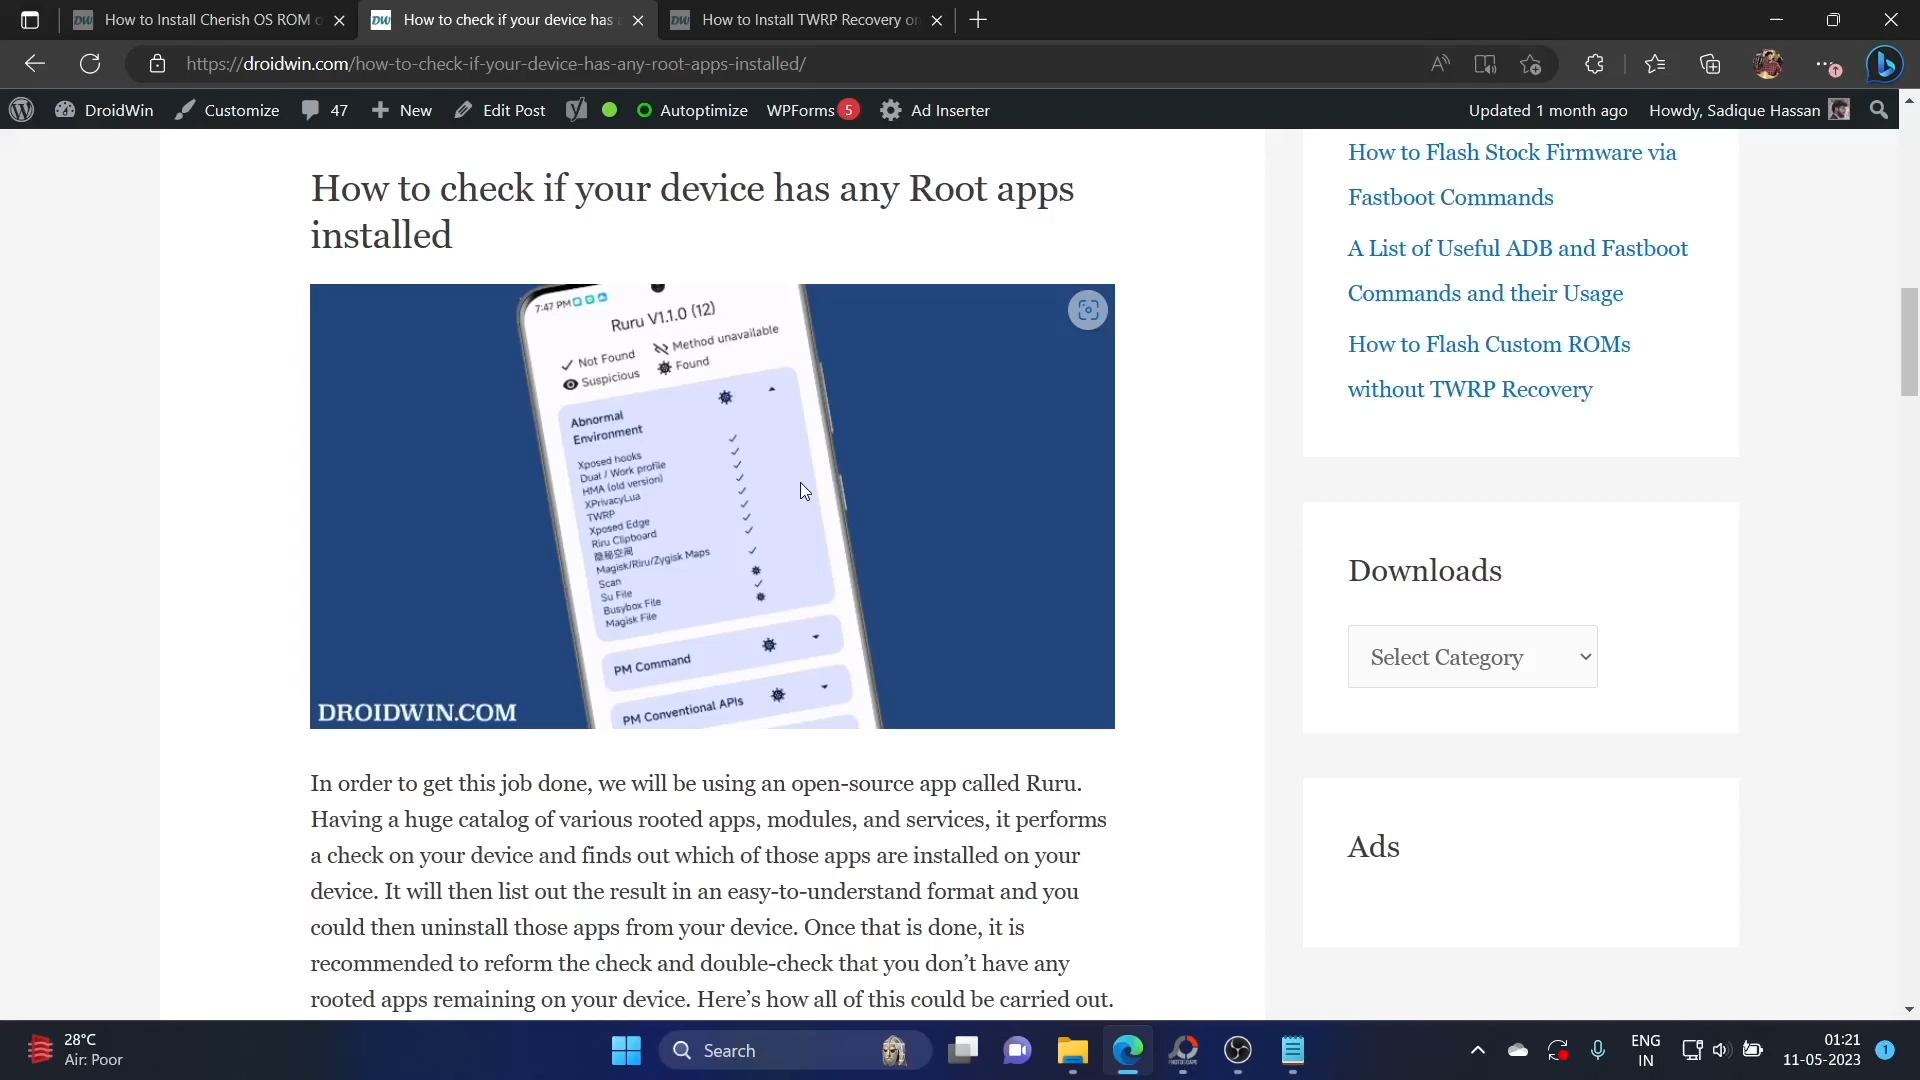 How to Install Cherish OS ROM o
How to check if your device has a
How to Install TWRP Recovery on
https://droidwin.com/how-to-check-if-your-device-has-any-root-apps-installed/
DroidWin
Customize
47
New
Edit Post
Autoptimize
WPForms 5
Ad Inserter
Updated 1 month ago
Howdy, Sadique Hassan
How to check if your device has any Root apps
installed
7:47 PM
Ruru V1.1.0 (12)
Not Found
Method unavailable
Suspicious
Found
Abnormal
Environment
Xposed hooks
Dual / Work profile
HMA (old version)
XPrivacyLua
TWRP
Xposed Edge
Riru Clipboard
隐秘空间
Magisk/Riru/Zygisk Maps
Scan
Su File
Busybox File
Magisk File
PM Command
PM Conventional APIs
DROIDWIN.COM
In order to get this job done, we will be using an open-source app called Ruru.
Having a huge catalog of various rooted apps, modules, and services, it performs
a check on your device and finds out which of those apps are installed on your
device. It will then list out the result in an easy-to-understand format and you
could then uninstall those apps from your device. Once that is done, it is
recommended to reform the check and double-check that you don’t have any
rooted apps remaining on your device. Here’s how all of this could be carried out.
How to Flash Stock Firmware via
Fastboot Commands
A List of Useful ADB and Fastboot
Commands and their Usage
How to Flash Custom ROMs
without TWRP Recovery
Downloads
Select Category
Ads
28°C
Air: Poor
Search
ENG
IN
01:21
11-05-2023
1